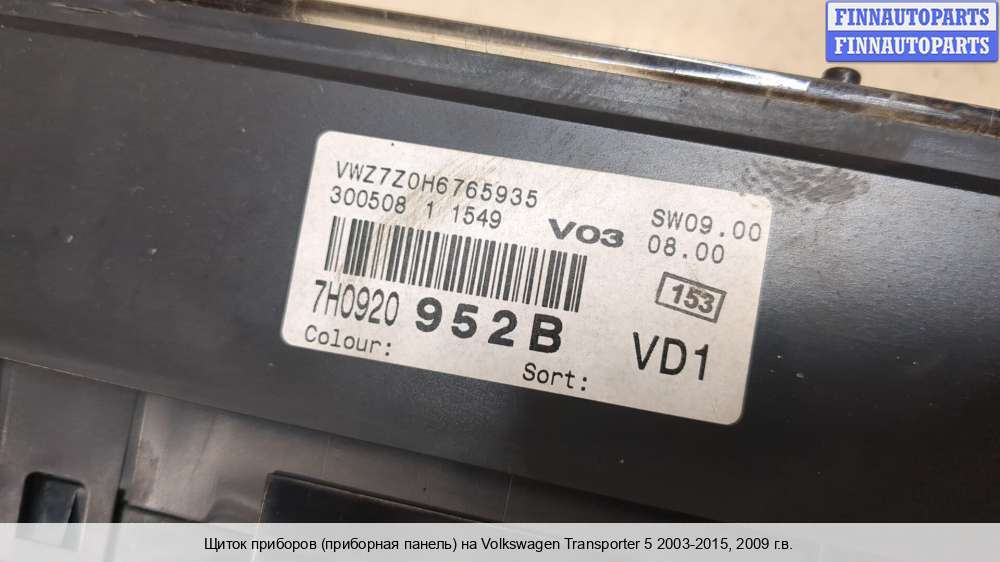 FINNAUTOPARTS
FINNAUTOPARTS
VWZ7Z0H6765935
300508 1 1549
V03
SW09.00
08.00
153
7H0920 952B
VD1
Colour:
Sort:
Щиток приборов (приборная панель) на Volkswagen Transporter 5 2003-2015, 2009 г.в.